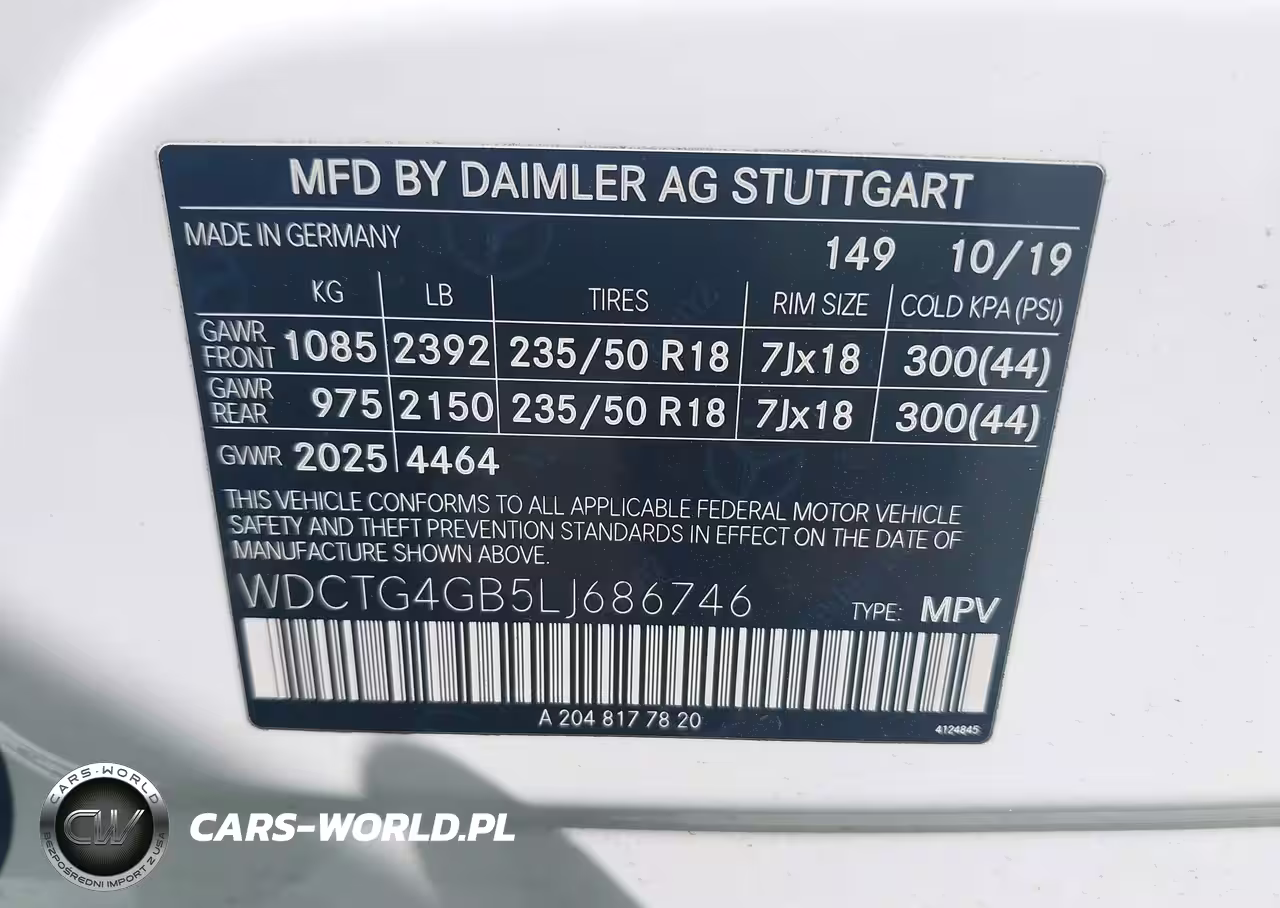 MFD BY DAIMLER AG STUTTGART
MADE IN GERMANY 149 10/19
KG LB TIRES RIM SIZE COLD KPA (PSI)
GAWR FRONT 1085 2392 235/50 R18 7Jx18 300(44)
GAWR REAR 975 2150 235/50 R18 7Jx18 300(44)
GVWR 2025 4464
THIS VEHICLE CONFORMS TO ALL APPLICABLE FEDERAL MOTOR VEHICLE
SAFETY AND THEFT PREVENTION STANDARDS IN EFFECT ON THE DATE OF
MANUFACTURE SHOWN ABOVE.
WDCTG4GB5LJ686746 TYPE: MPV
A 204 817 78 20
4124845
CARS-WORLD
CW
BEZPOŚREDNI IMPORT Z USA
CARS-WORLD.PL